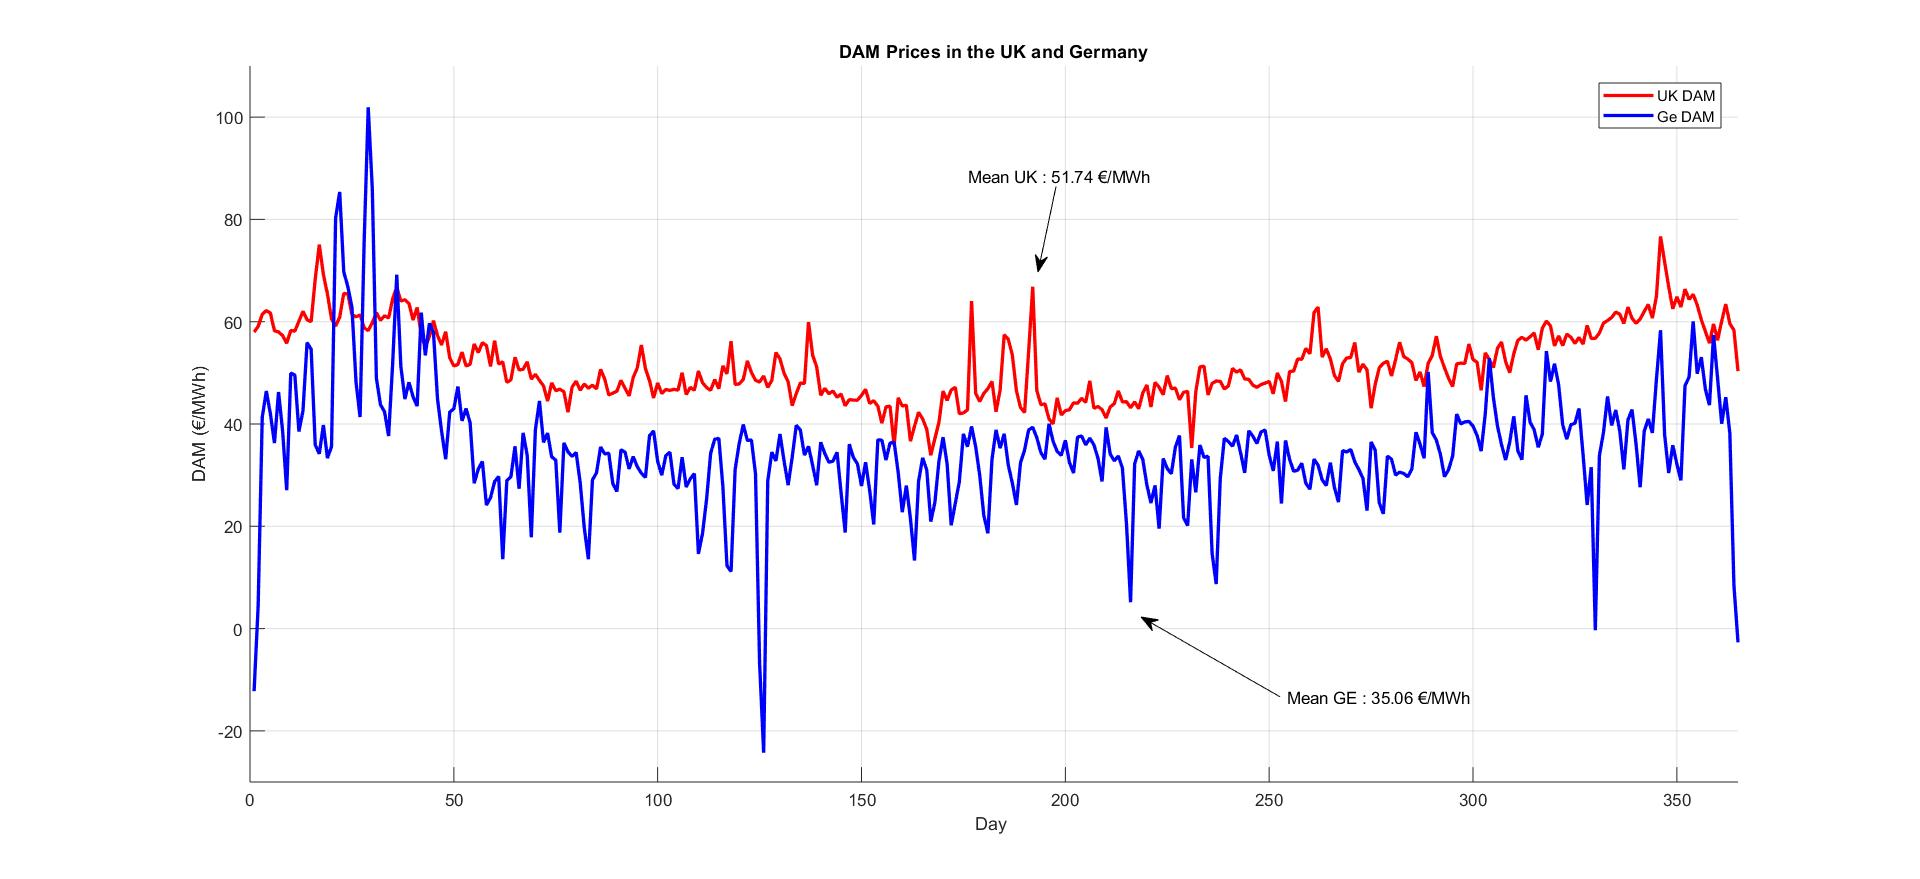 DAM Prices in the UK and Germany
UK DAM
Ge DAM
Mean UK : 51.74 €/MWh
Mean GE : 35.06 €/MWh
DAM (€/MWh)
100
80
60
40
20
0
-20
0 50 100 150 200 250 300 350
Day